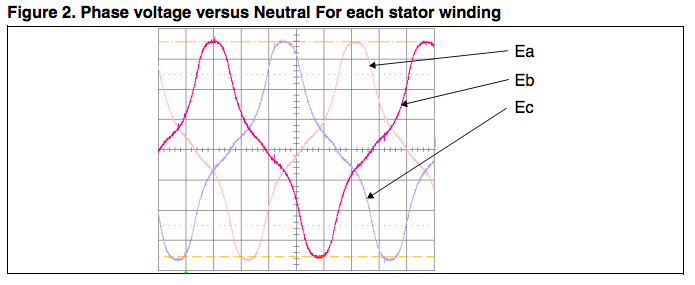 Figure 2. Phase voltage versus Neutral For each stator winding
Ea
Eb
Ec